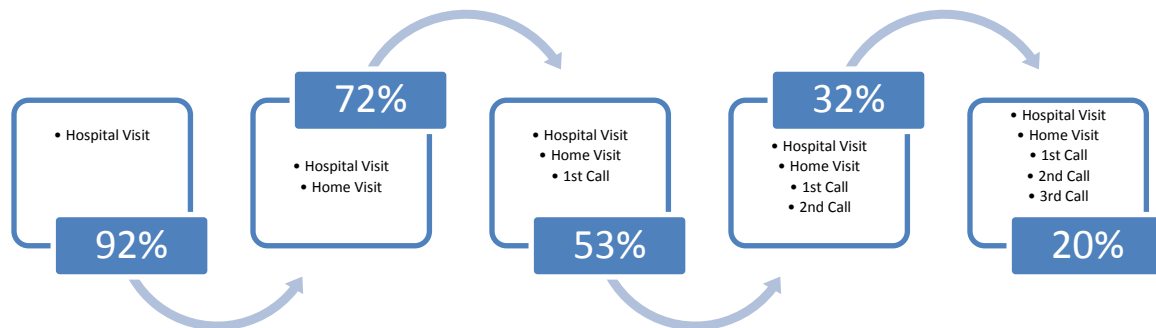 • Hospital Visit
92%
72%
• Hospital Visit
• Home Visit
• Hospital Visit
• Home Visit
• 1st Call
53%
32%
• Hospital Visit
• Home Visit
• 1st Call
• 2nd Call
• Hospital Visit
• Home Visit
• 1st Call
• 2nd Call
• 3rd Call
20%